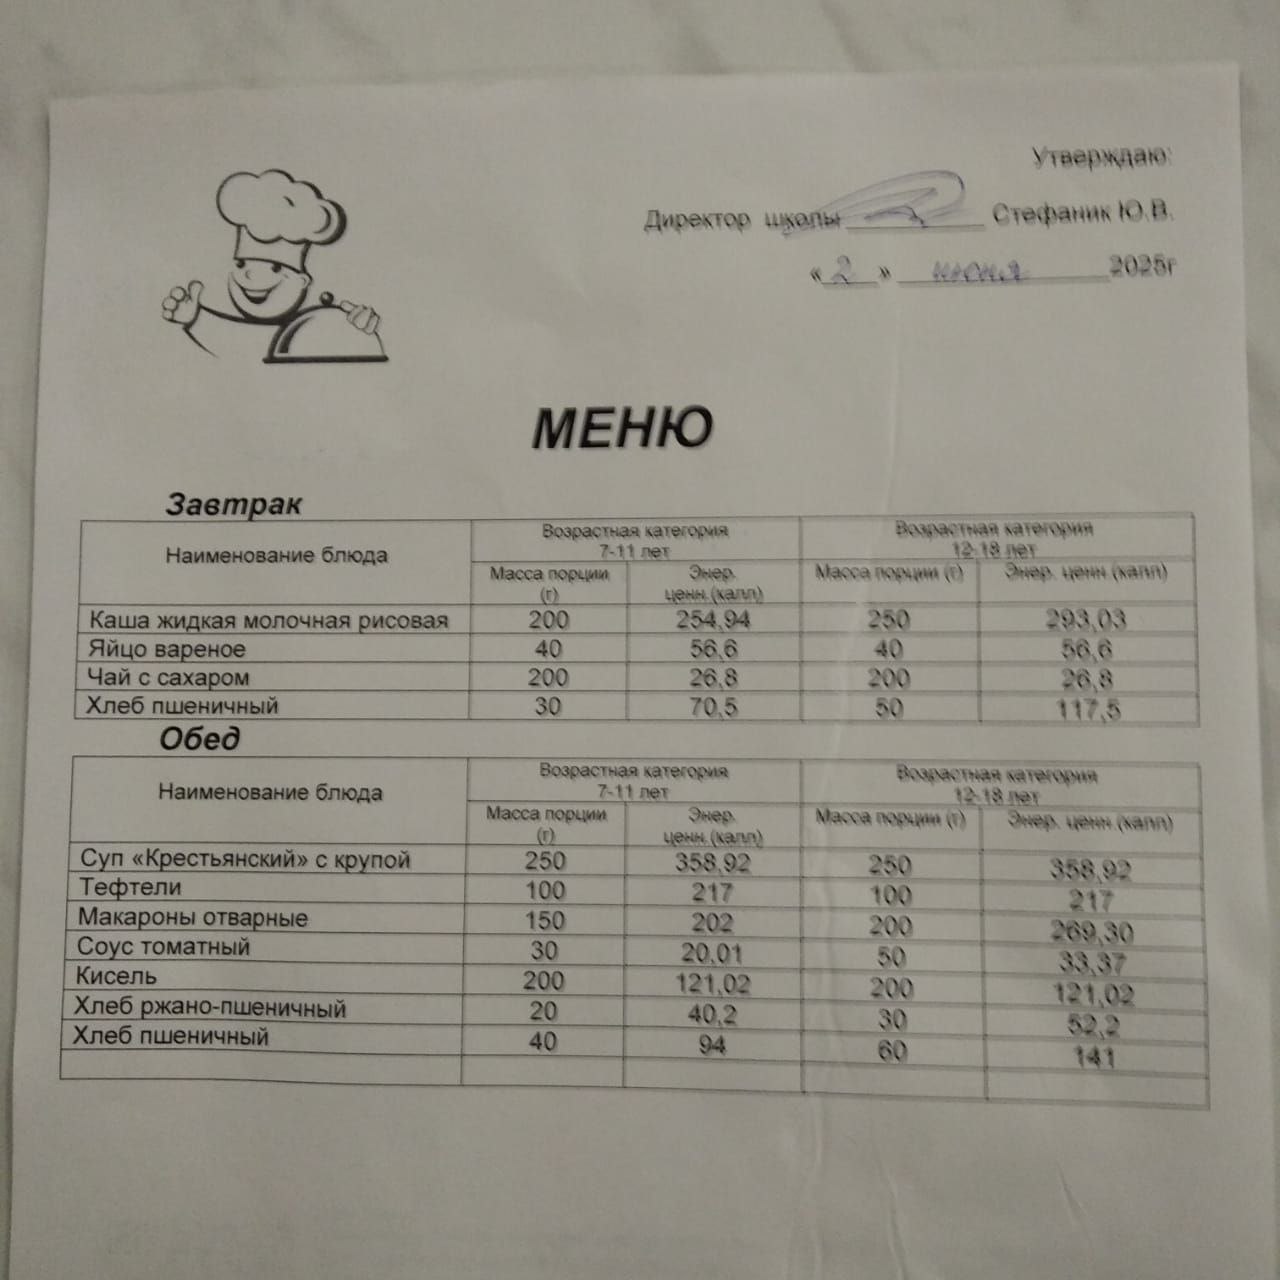 Утверждаю:
Директор школы Стефаник Ю.В.
« 2 » июня 2025г
МЕНЮ
Завтрак
Наименование блюда Возрастная категория 7-11 лет Возрастная категория 12-18 лет
Масса порции (г) Энер. ценн.(калл) Масса порции (г) Энер. ценн.(калл)
Каша жидкая молочная рисовая 200 254,94 250 293,03
Яйцо вареное 40 56,6 40 56,6
Чай с сахаром 200 26,8 200 26,8
Хлеб пшеничный 30 70,5 50 117,5
Обед
Наименование блюда Возрастная категория 7-11 лет Возрастная категория 12-18 лет
Масса порции (г) Энер. ценн.(калл) Масса порции (г) Энер. ценн.(калл)
Суп «Крестьянский» с крупой 250 358,92 250 358,92
Тефтели 100 217 100 217
Макароны отварные 150 202 200 269,30
Соус томатный 30 20,01 50 33,37
Кисель 200 121,02 200 121,02
Хлеб ржано-пшеничный 20 40,2 30 52,2
Хлеб пшеничный 40 94 60 141